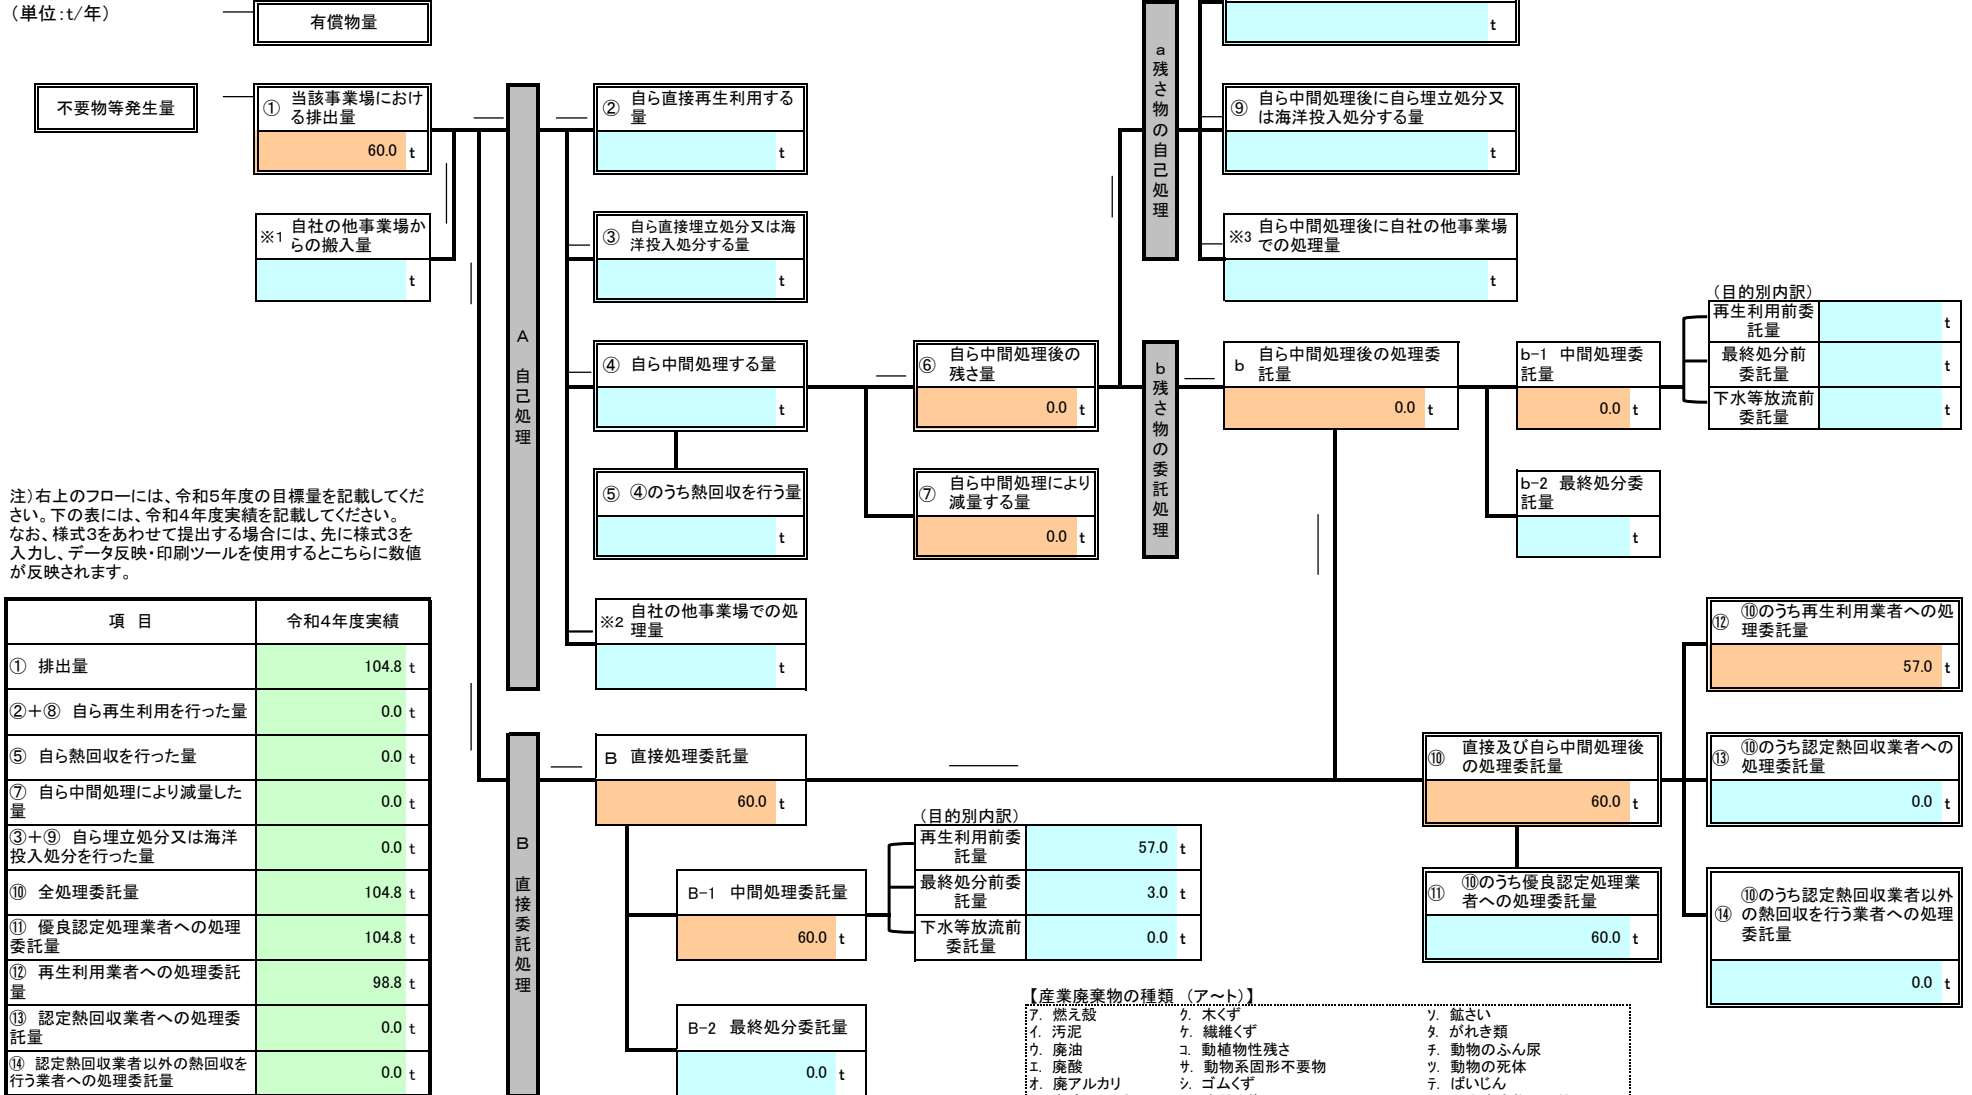 （単位:t/年）
有償物量
t
不要物等発生量
① 当該事業場におけ
る排出量
60.0 t
② 自ら直接再生利用する
量
t
⑨ 自ら中間処理後に自ら埋立処分又
は海洋投入処分する量
t
a残さ物の自己処理
※1 自社の他事業場か
らの搬入量
t
③ 自ら直接埋立処分又は海
洋投入処分する量
t
※3 自ら中間処理後に自社の他事業場
での処理量
t
A 自己処理
④ 自ら中間処理する量
t
⑥ 自ら中間処理後の
残さ量
0.0 t
b残さ物の委託処理
b 自ら中間処理後の処理委
託量
0.0 t
b-1 中間処理委
託量
0.0 t
（目的別内訳）
再生利用前委
託量
t
最終処分前
委託量
t
下水等放流前
委託量
t
⑤ ④のうち熱回収を行う量
t
⑦ 自ら中間処理により
減量する量
0.0 t
b-2 最終処分委
託量
t
注）右上のフローには、令和５年度の目標量を記載してくだ
さい。下の表には、令和４年度実績を記載してください。
なお、様式３をあわせて提出する場合には、先に様式３を
入力し、データ反映・印刷ツールを使用するとこちらに数値
が反映されます。
※2 自社の他事業場での処
理量
t
項 目 令和４年度実績
① 排出量 104.8 t
②＋⑧ 自ら再生利用を行った量 0.0 t
⑤ 自ら熱回収を行った量 0.0 t
⑦ 自ら中間処理により減量した
量 0.0 t
③＋⑨ 自ら埋立処分又は海洋
投入処分を行った量 0.0 t
⑩ 全処理委託量 104.8 t
⑪ 優良認定処理業者への処理
委託量 104.8 t
⑫ 再生利用業者への処理委託
量 98.8 t
⑬ 認定熱回収業者への処理委
託量 0.0 t
⑭ 認定熱回収業者以外の熱回収を
行う業者への処理委託量 0.0 t
B 直接委託処理
B 直接処理委託量
60.0 t
B-1 中間処理委託量
60.0 t
（目的別内訳）
再生利用前委
託量 57.0 t
最終処分前委
託量 3.0 t
下水等放流前
委託量 0.0 t
B-2 最終処分委託量
0.0 t
⑩ 直接及び自ら中間処理後
の処理委託量
60.0 t
⑪ ⑩のうち優良認定処理業
者への処理委託量
60.0 t
⑫ ⑩のうち再生利用業者への処
理委託量
57.0 t
⑬ ⑩のうち認定熱回収業者への
処理委託量
0.0 t
⑭ ⑩のうち認定熱回収業者以外
の熱回収を行う業者への処理
委託量
0.0 t
【産業廃棄物の種類 （ア～ト）】
ア. 燃え殻 ク. 木くず ソ. 鉱さい
イ. 汚泥 ケ. 繊維くず タ. がれき類
ウ. 廃油 コ. 動植物性残さ チ. 動物のふん尿
エ. 廃酸 サ. 動物系固形不要物 ツ. 動物の死体
オ. 廃アルカリ シ. ゴムくず テ. ばいじん